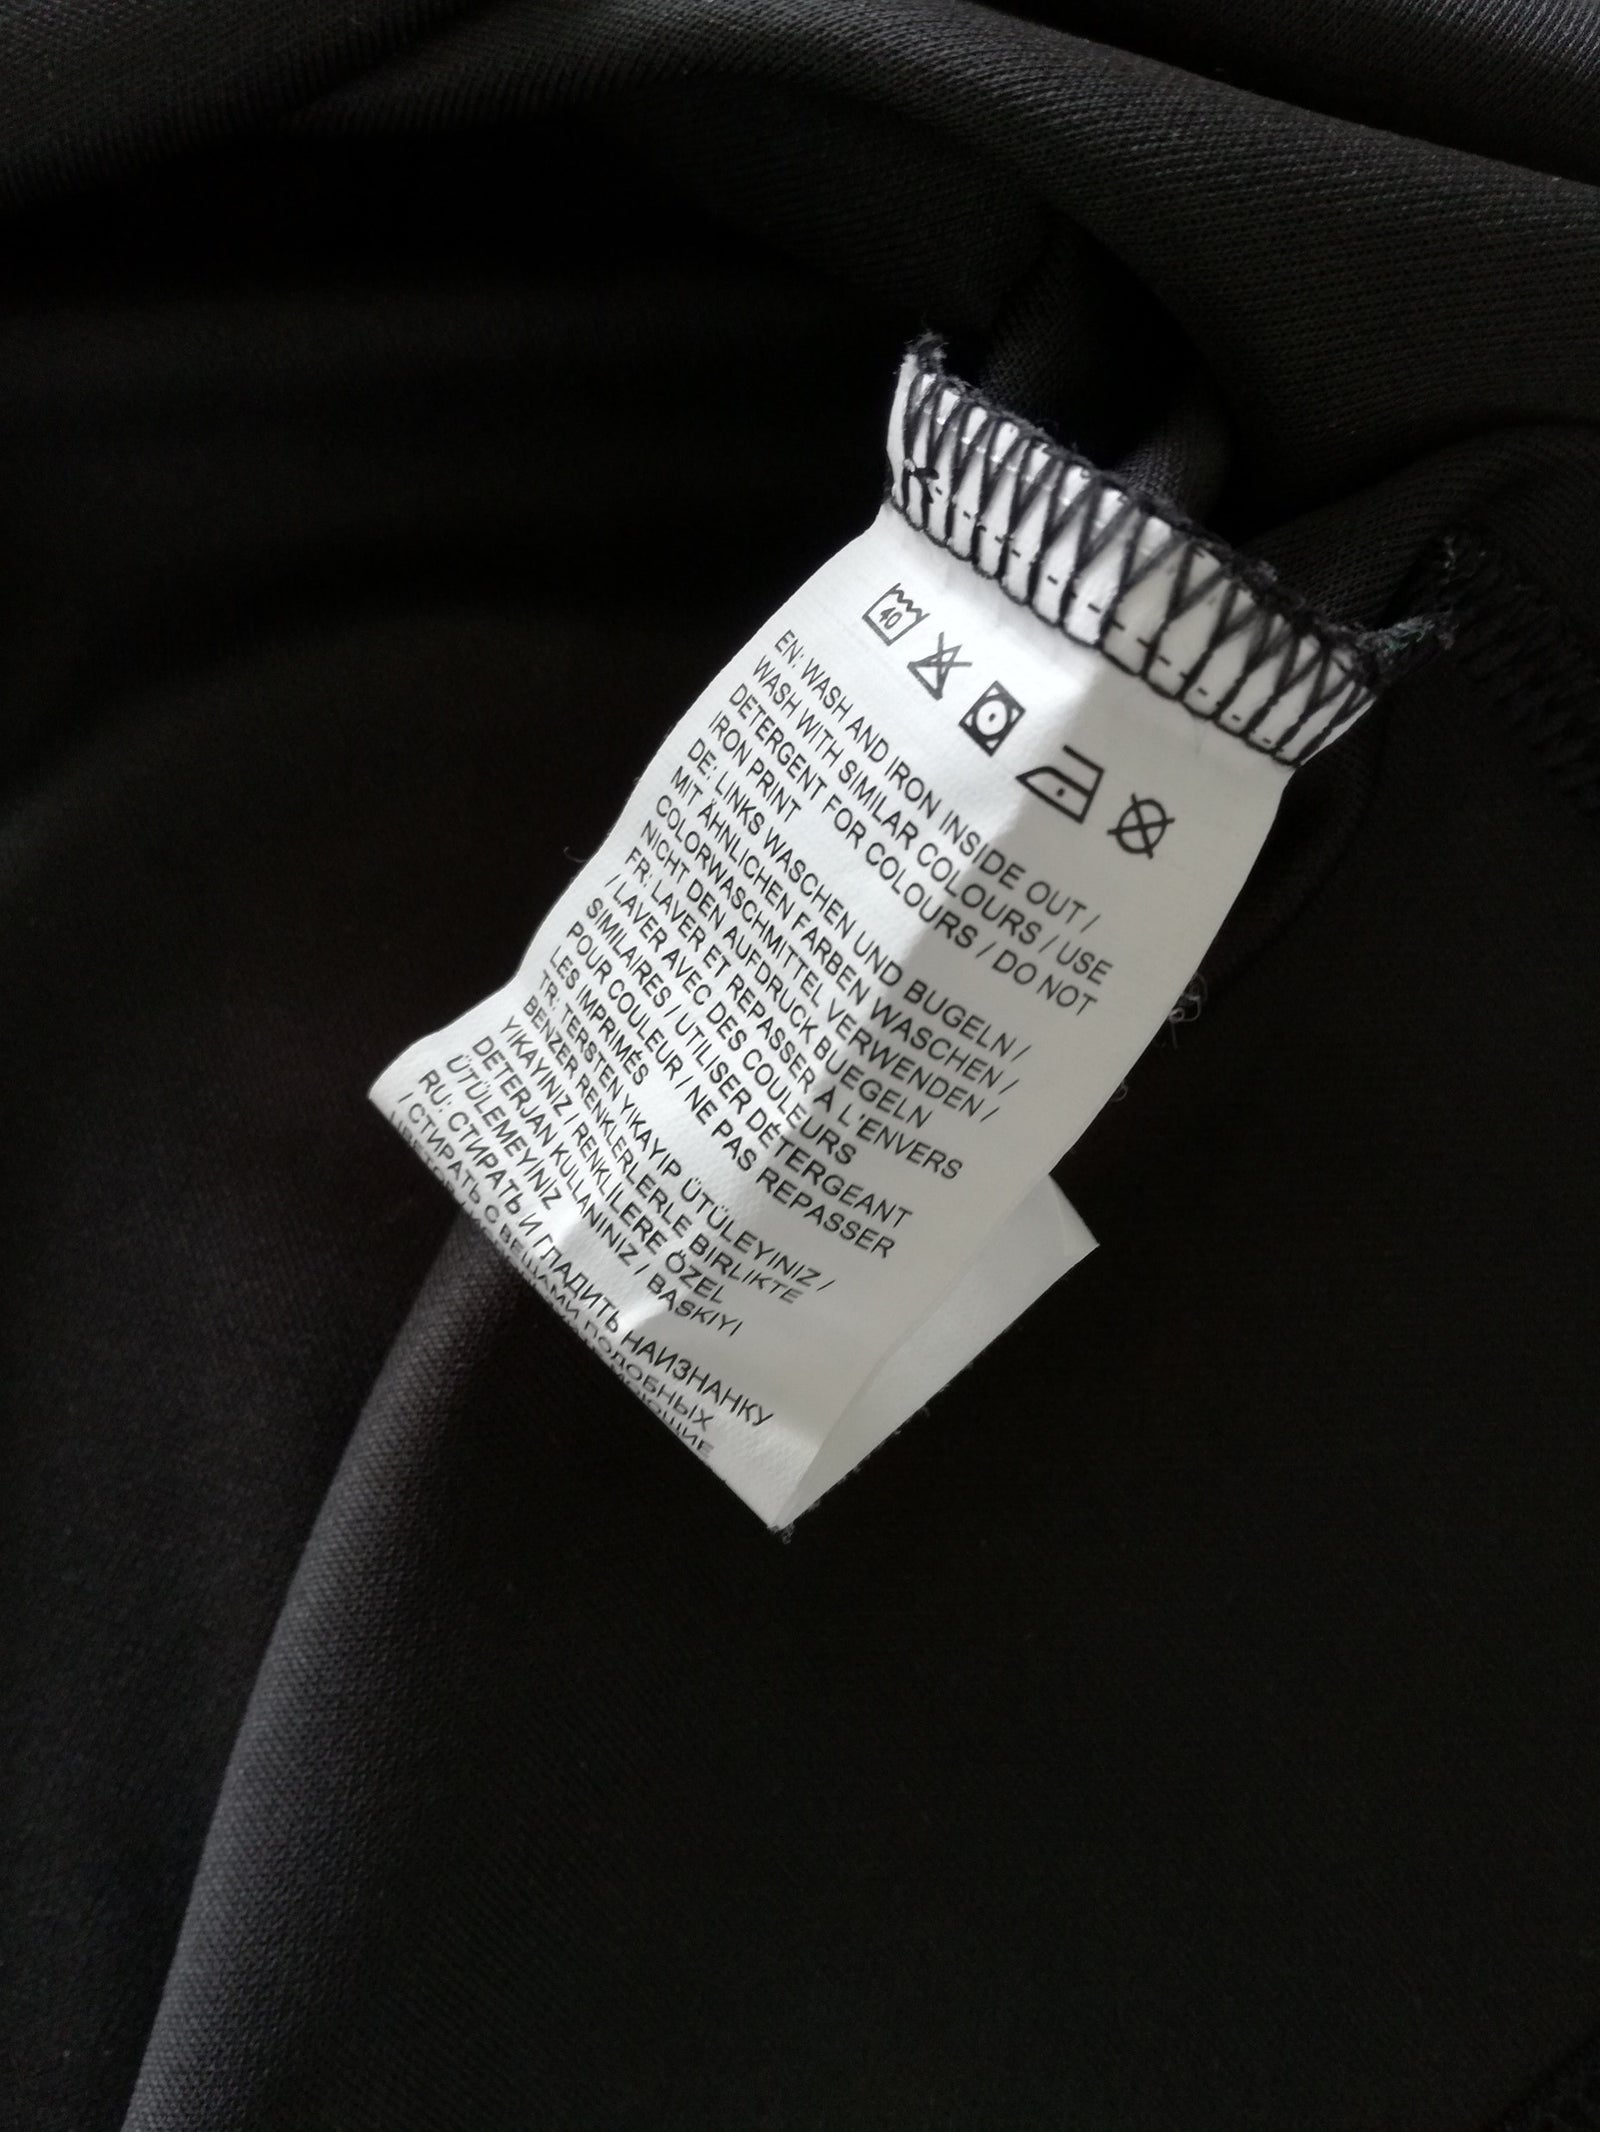 40
EN: WASH AND IRON INSIDE OUT /
WASH WITH SIMILAR COLOURS / USE
DETERGENT FOR COLOURS / DO NOT
IRON PRINT
DE: LINKS WASCHEN UND BUGELN /
MIT ÄHNLICHEN FARBEN WASCHEN /
COLORWASCHMITTEL VERWENDEN /
NICHT DEN AUFDRUCK BUEGELN
FR: LAVER ET REPASSER À L'ENVERS
/ LAVER AVEC DES COULEURS
SIMILAIRES / UTILISER DÉTERGEANT
POUR COULEUR / NE PAS REPASSER
LES IMPRIMÉS
TR: TERSTEN YIKAYIP ÜTÜLEYINIZ /
BENZER RENKLERLERLE BIRLIKTE
YIKAYINIZ / RENKLILERE ÖZEL
DETERJAN KULLANINIZ / BASKIYI
ÜTÜLEMEYINIZ
RU: СТИРАТЬ И ГЛАДИТЬ НАИЗНАНКУ
/ СТИРАТЬ С ВЕЩАМИ ПОДОБНЫХ